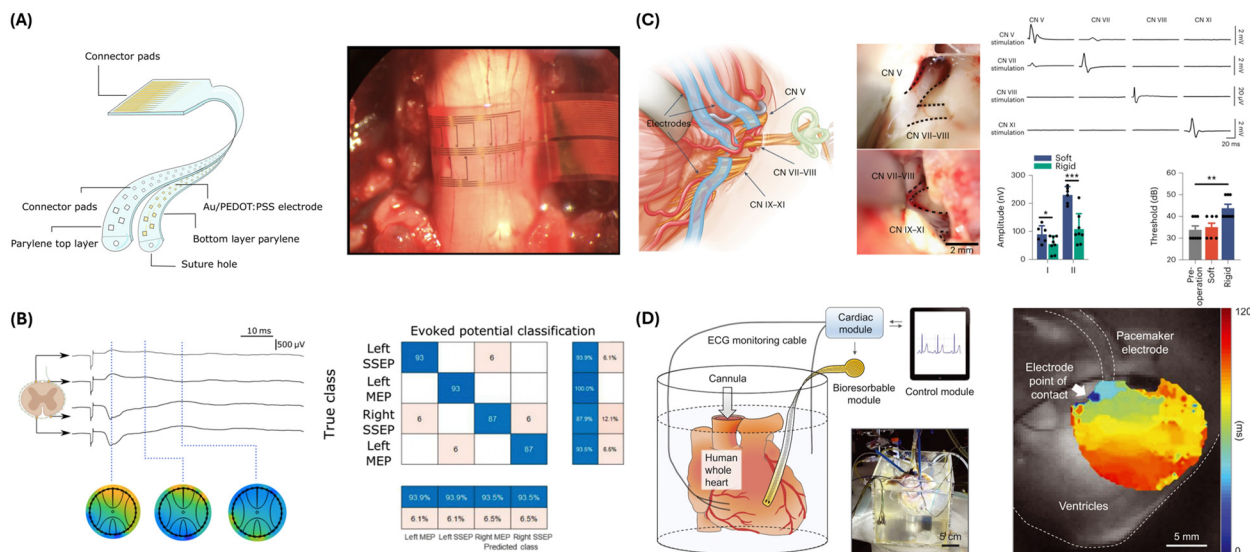 (A)
Connector pads
Connector pads
Au/PEDOT:PSS electrode
Parylene top layer
Bottom layer parylene
Suture hole
(B)
10 ms
500 µV
Evoked potential classification
True class
Left
SSEP
93
6
93.9%
6.1%
Left
MEP
93
100.0%
Right
SSEP
6
87
6
87.9%
12.1%
Left
MEP
6
87
93.5%
6.5%
93.9%
93.9%
93.5%
93.5%
6.1%
6.1%
6.5%
6.5%
Left MEP
Left SSEP
Right MEP
Right SSEP
Predicted class
(C)
Electrodes
CN V
CN VII–VIII
CN IX–XI
CN V
CN VII–VIII
CN VII–VIII
CN IX–XI
2 mm
CN V
CN VII
CN VIII
CN XI
CN V
stimulation
2 mV
CN VII
stimulation
2 mV
CN VIII
stimulation
20 µV
CN XI
stimulation
2 mV
20 ms
Soft
Rigid
Amplitude (nV)
300
200
100
0
*
***
I
II
Threshold (dB)
60
50
40
30
20
**
Pre-
operation
Soft
Rigid
(D)
ECG monitoring cable
Cardiac
module
Cannula
Bioresorbable
module
Control module
Human
whole
heart
5 cm
Pacemaker
electrode
Electrode
point of
contact
Ventricles
5 mm
120
(ms)
0